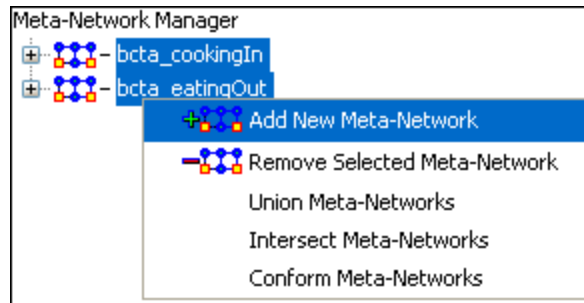 Meta-Network Manager
bcta_cookingIn
bcta_eatingOut
Add New Meta-Network
Remove Selected Meta-Network
Union Meta-Networks
Intersect Meta-Networks
Conform Meta-Networks